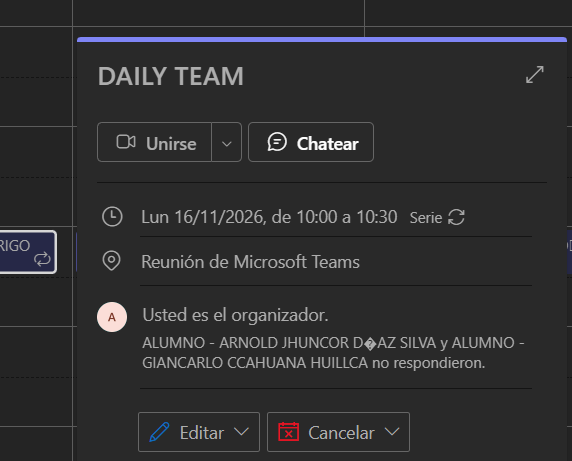 DAILY TEAM
Unirse
Chatear
Lun 16/11/2026, de 10:00 a 10:30 Serie
RIGO
Reunión de Microsoft Teams
A
Usted es el organizador.
ALUMNO - ARNOLD JHUNCOR D�AZ SILVA y ALUMNO -
GIANCARLO CCAHUANA HUILLCA no respondieron.
Editar
Cancelar